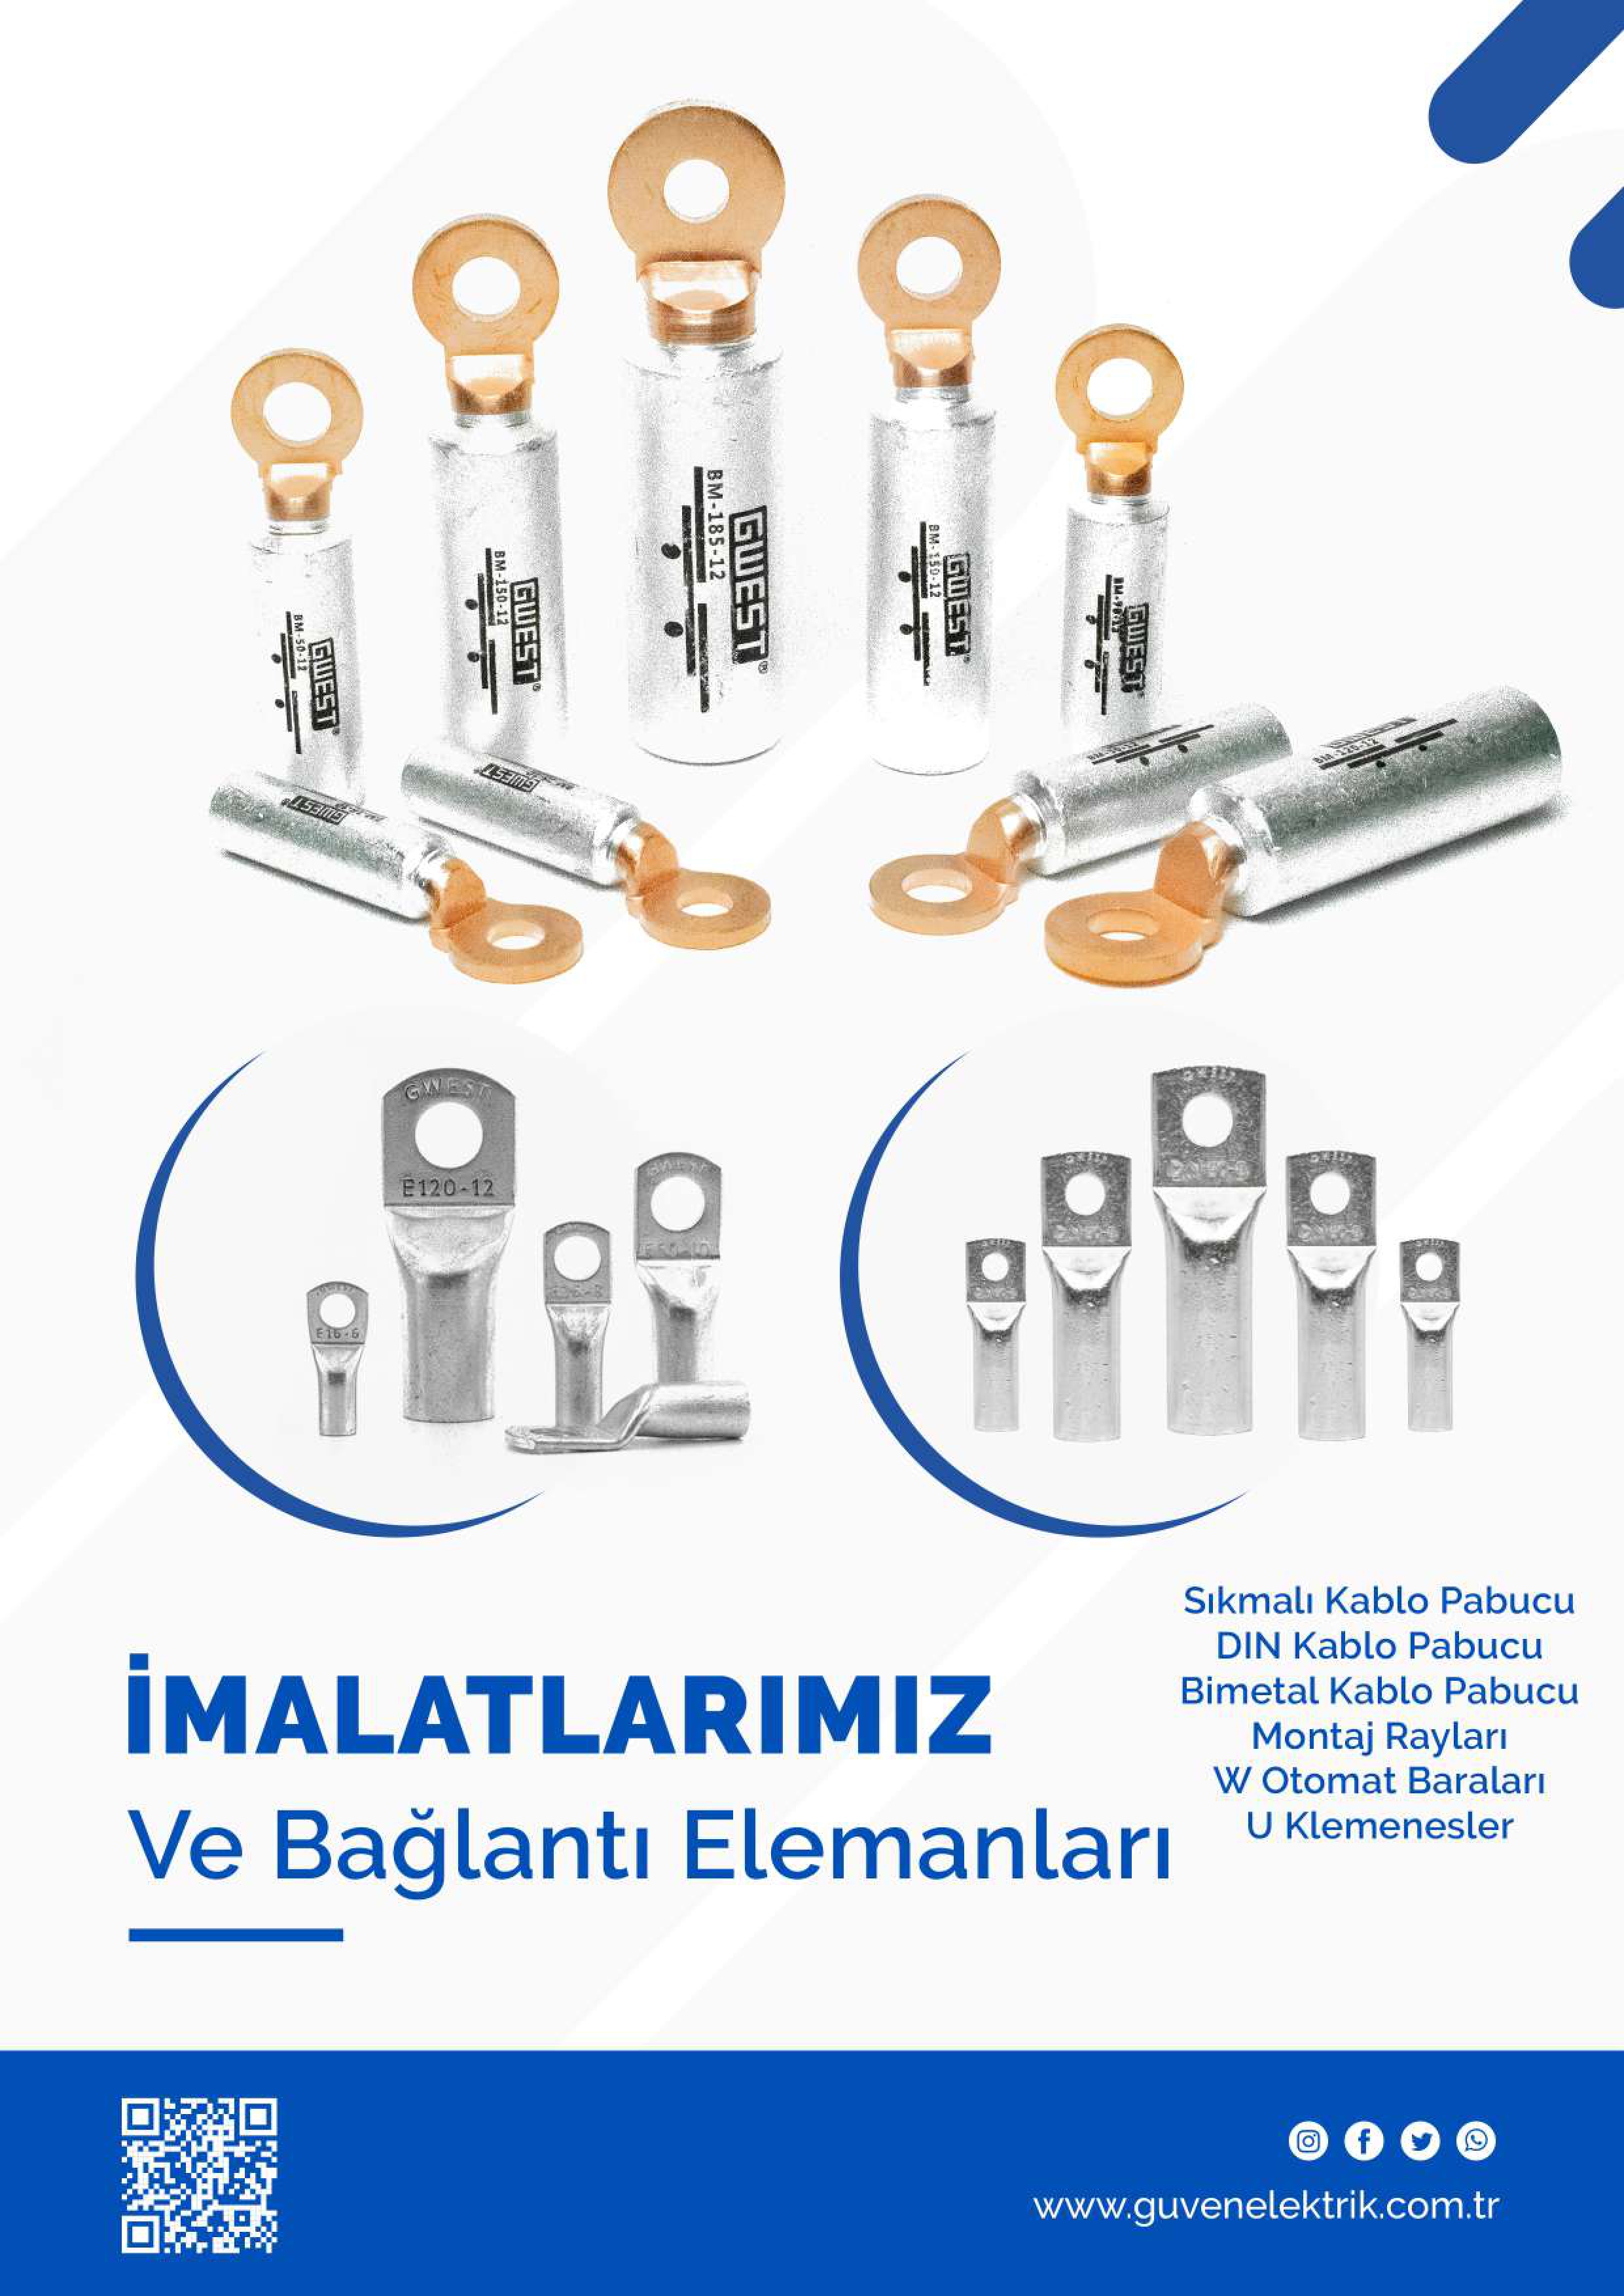 GWEST
BM-185-12
GWEST
BM-150-12
GWEST
BM-150-12
GWEST
BM-50-12
GWEST
GWEST
GWEST
GWEST
E120-12
E16-6
İMALATLARIMIZ
Ve Bağlantı Elemanları
Sıkmalı Kablo Pabucu
DIN Kablo Pabucu
Bimetal Kablo Pabucu
Montaj Rayları
W Otomat Baraları
U Klemenesler
www.guvenelektrik.com.tr